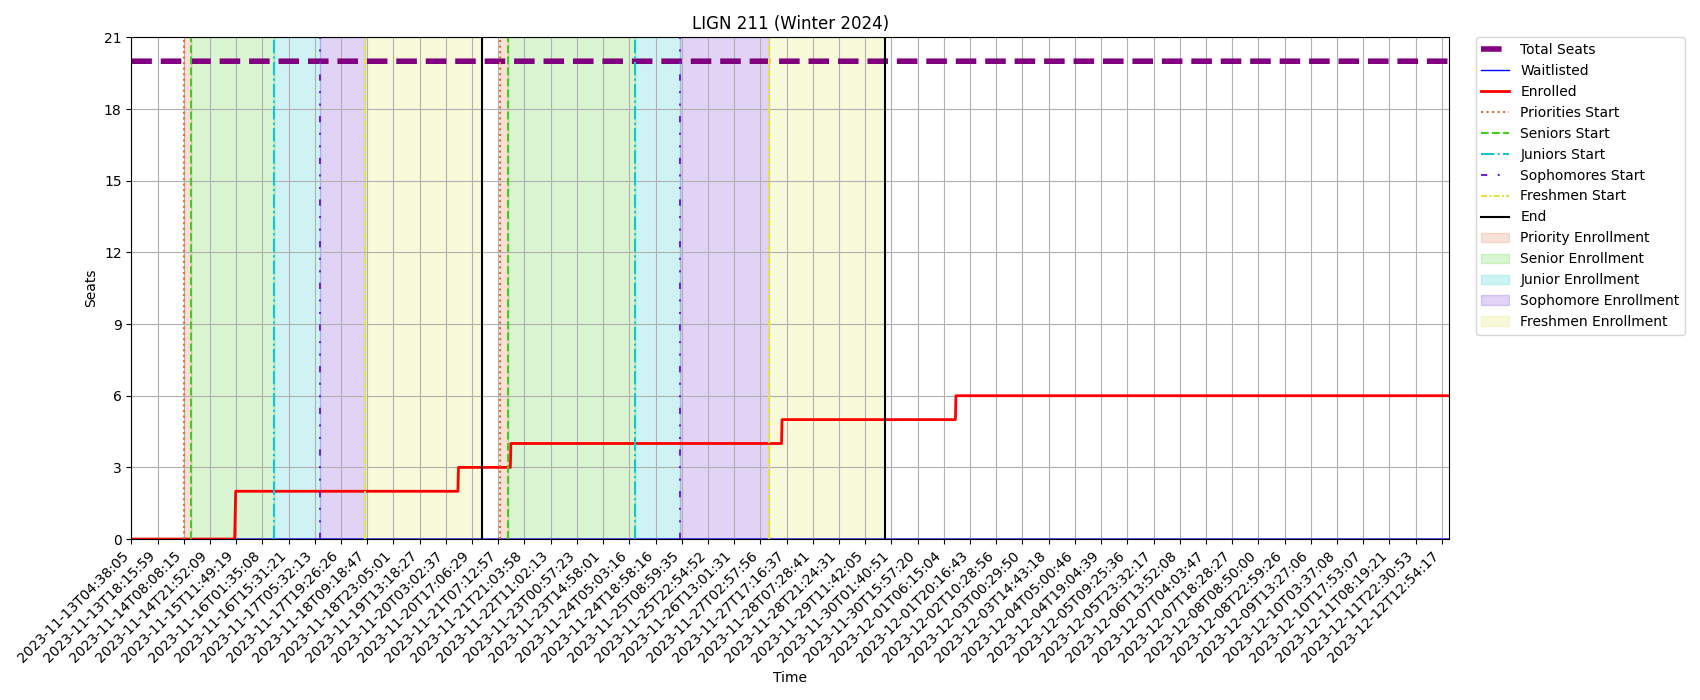 LIGN 211 (Winter 2024)
21
18
15
12
9
6
3
0
Seats
2023-11-13T04:38:05
2023-11-13T18:15:59
2023-11-14T08:08:15
2023-11-14T21:52:09
2023-11-15T11:49:19
2023-11-16T01:35:08
2023-11-16T15:31:21
2023-11-17T05:32:13
2023-11-17T19:26:26
2023-11-18T09:18:47
2023-11-18T23:05:01
2023-11-19T13:18:27
2023-11-20T03:02:37
2023-11-20T17:06:29
2023-11-21T07:12:57
2023-11-21T21:03:58
2023-11-22T11:02:13
2023-11-23T00:57:23
2023-11-23T14:58:01
2023-11-24T05:03:16
2023-11-24T18:58:16
2023-11-25T08:59:35
2023-11-25T22:54:52
2023-11-26T13:01:31
2023-11-27T02:57:56
2023-11-27T17:16:37
2023-11-28T07:28:41
2023-11-28T21:24:31
2023-11-29T11:42:05
2023-11-30T01:40:51
2023-11-30T15:57:20
2023-12-01T06:15:04
2023-12-01T20:16:43
2023-12-02T10:28:56
2023-12-03T00:29:50
2023-12-03T14:43:18
2023-12-04T05:00:46
2023-12-04T19:04:39
2023-12-05T09:25:36
2023-12-05T23:32:17
2023-12-06T13:52:08
2023-12-07T04:03:47
2023-12-07T18:28:27
2023-12-08T08:50:00
2023-12-08T22:59:26
2023-12-09T13:27:06
2023-12-10T03:37:08
2023-12-10T17:53:07
2023-12-11T08:19:21
2023-12-11T22:30:53
2023-12-12T12:54:17
Time
Total Seats
Waitlisted
Enrolled
Priorities Start
Seniors Start
Juniors Start
Sophomores Start
Freshmen Start
End
Priority Enrollment
Senior Enrollment
Junior Enrollment
Sophomore Enrollment
Freshmen Enrollment